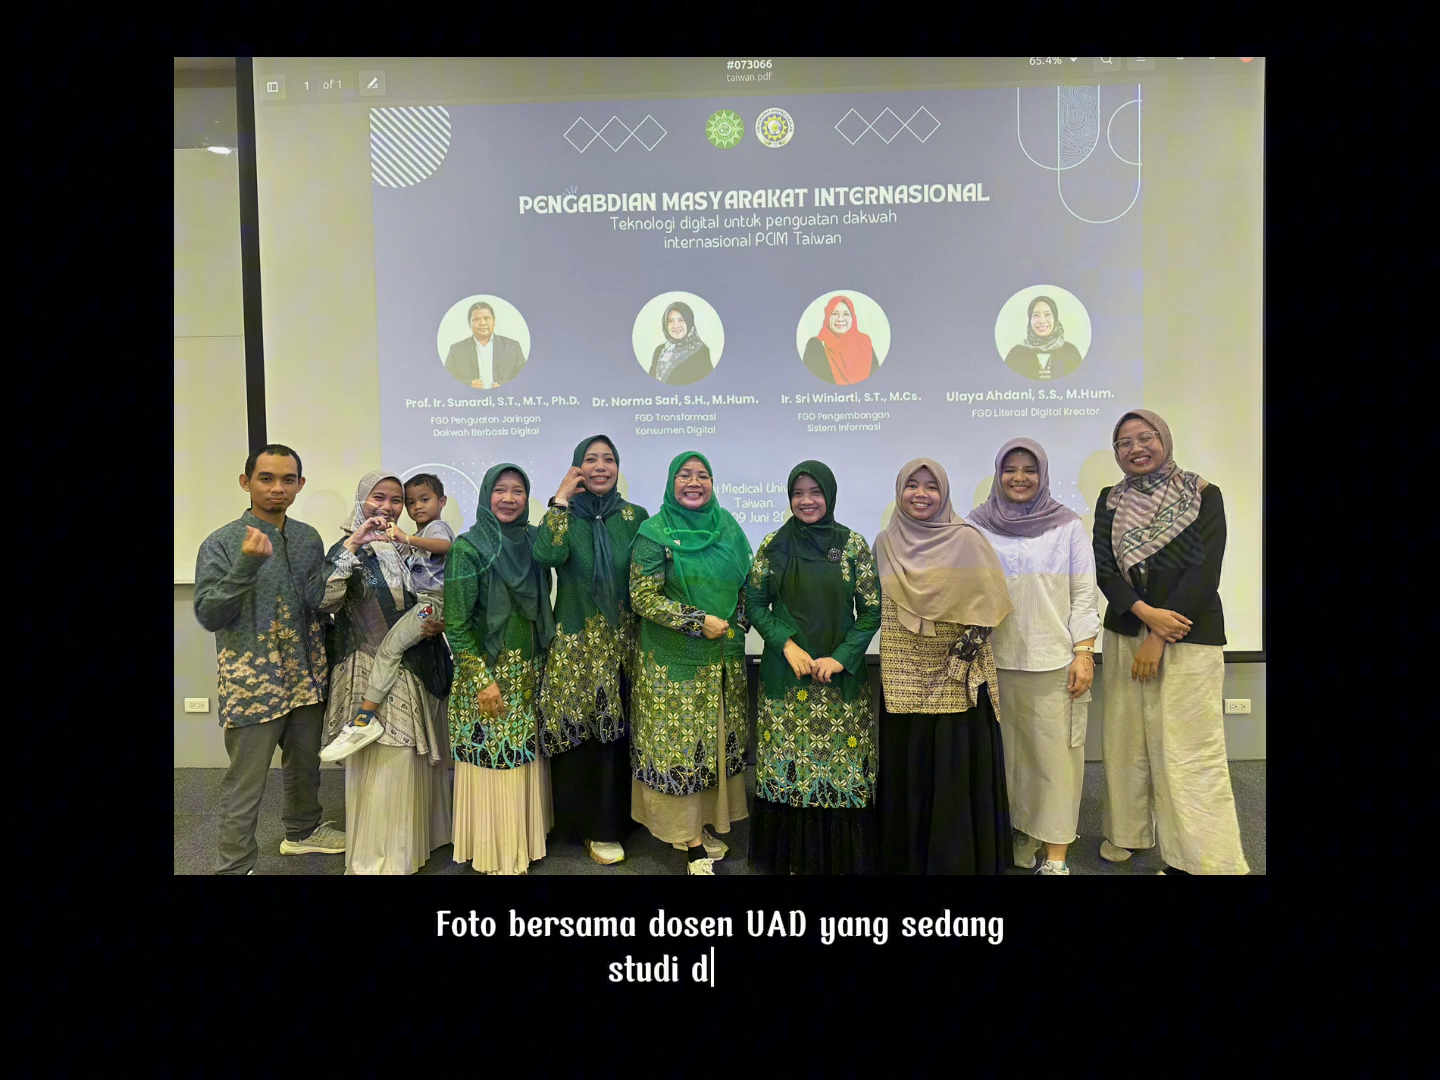 1 of 1
#073066
taiwan.pdf
65.4%
PENGABDIAN MASYARAKAT INTERNASIONAL
Teknologi digital untuk penguatan dakwah
internasional PCIM Taiwan
Prof. Ir. Sunardi, S.T., M.T., Ph.D.
FGD Penguatan Jaringan
Dakwah Berbasis Digital
Dr. Norma Sari, S.H., M.Hum.
FGD Transformasi
Konsumen Digital
Ir. Sri Winiarti, S.T., M.Cs.
FGD Pengembangan
Sistem Informasi
Ulaya Ahdani, S.S., M.Hum.
FGD Literasi Digital Kreator
Medical
Taiwan.
09 Juni
Foto bersama dosen UAD yang sedang
studi d